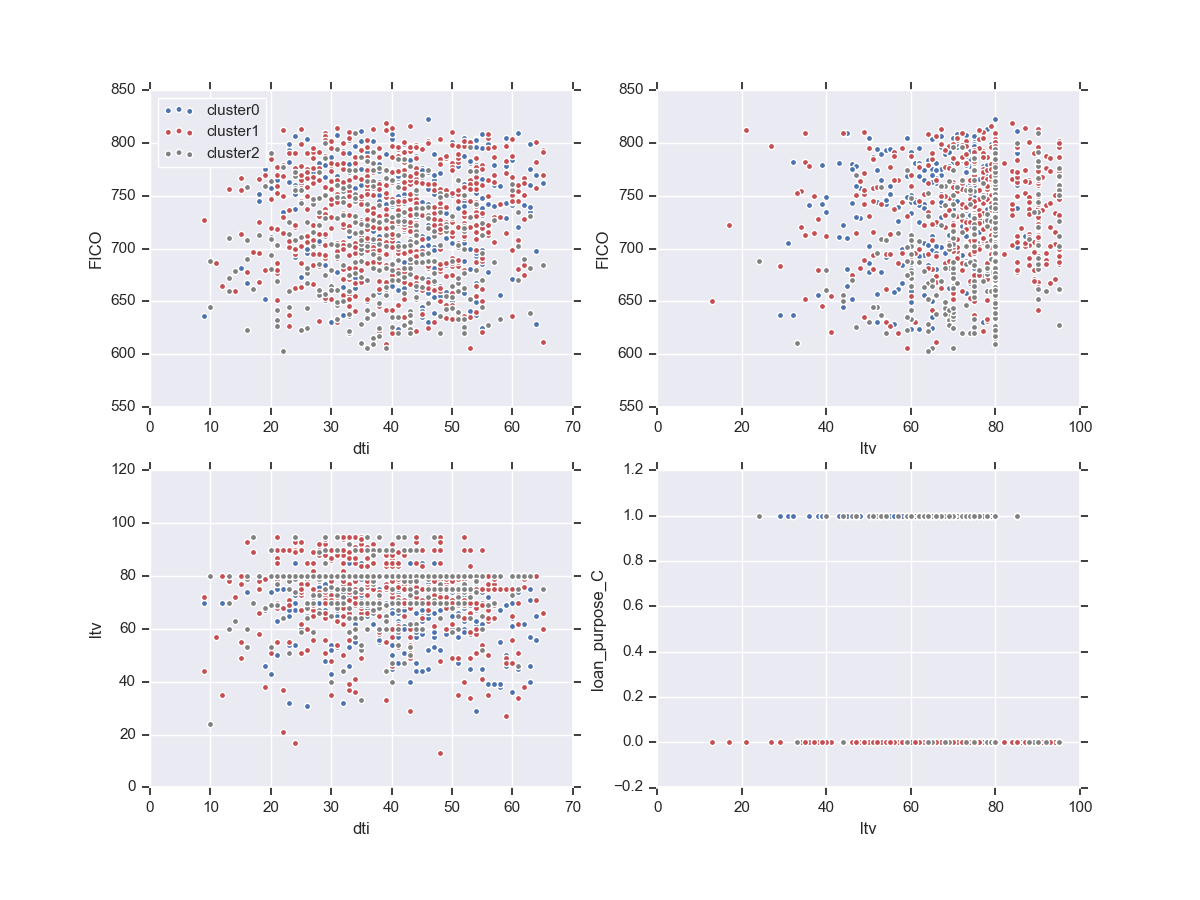 850
800
750
700
650
600
550
FICO
cluster0
cluster1
cluster2
0 10 20 30 40 50 60 70
dti
850
800
750
700
650
600
550
FICO
0 20 40 60 80 100
ltv
120
100
80
60
40
20
0
ltv
0 10 20 30 40 50 60 70
dti
1.2
1.0
0.8
0.6
0.4
0.2
0.0
−0.2
loan_purpose_C
0 20 40 60 80 100
ltv